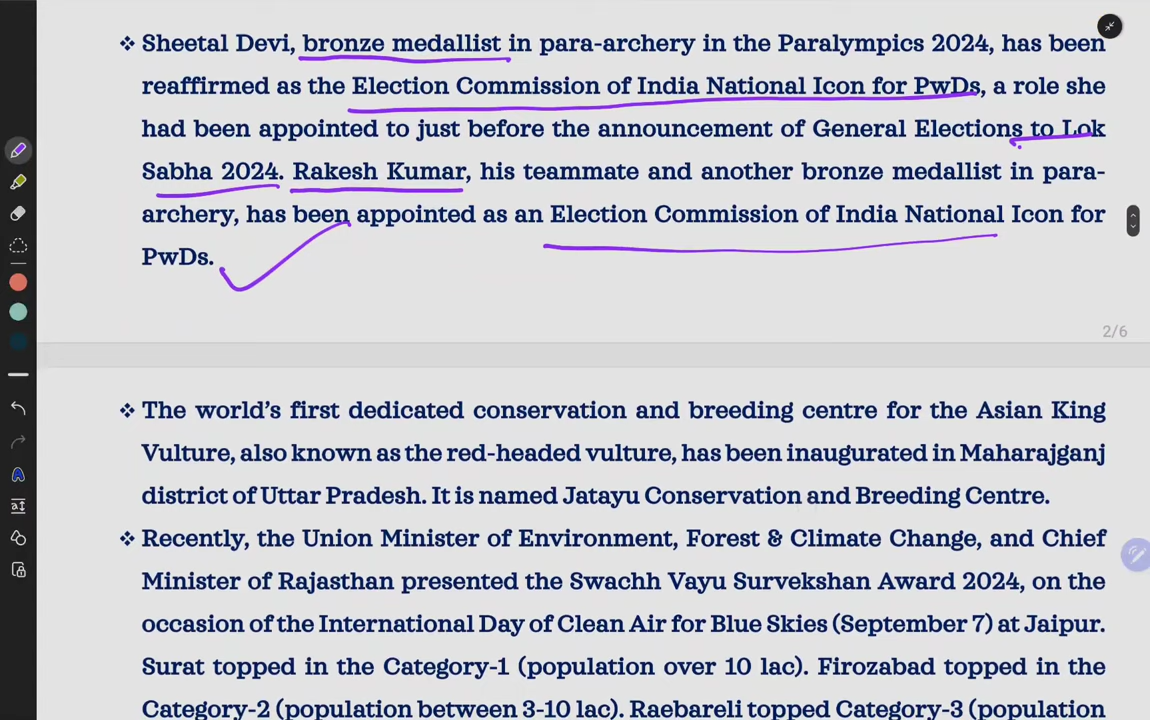 ❖ Sheetal Devi, bronze medallist in para-archery in the Paralympics 2024, has been
reaffirmed as the Election Commission of India National Icon for PwDs, a role she
had been appointed to just before the announcement of General Elections to Lok
Sabha 2024. Rakesh Kumar, his teammate and another bronze medallist in para-
archery, has been appointed as an Election Commission of India National Icon for
PwDs.
2/6
❖ The world's first dedicated conservation and breeding centre for the Asian King
Vulture, also known as the red-headed vulture, has been inaugurated in Maharajganj
district of Uttar Pradesh. It is named Jatayu Conservation and Breeding Centre.
❖ Recently, the Union Minister of Environment, Forest & Climate Change, and Chief
Minister of Rajasthan presented the Swachh Vayu Survekshan Award 2024, on the
occasion of the International Day of Clean Air for Blue Skies (September 7) at Jaipur.
Surat topped in the Category-1 (population over 10 lac). Firozabad topped in the
Category-2 (population between 3-10 lac). Raebareli topped Category-3 (population